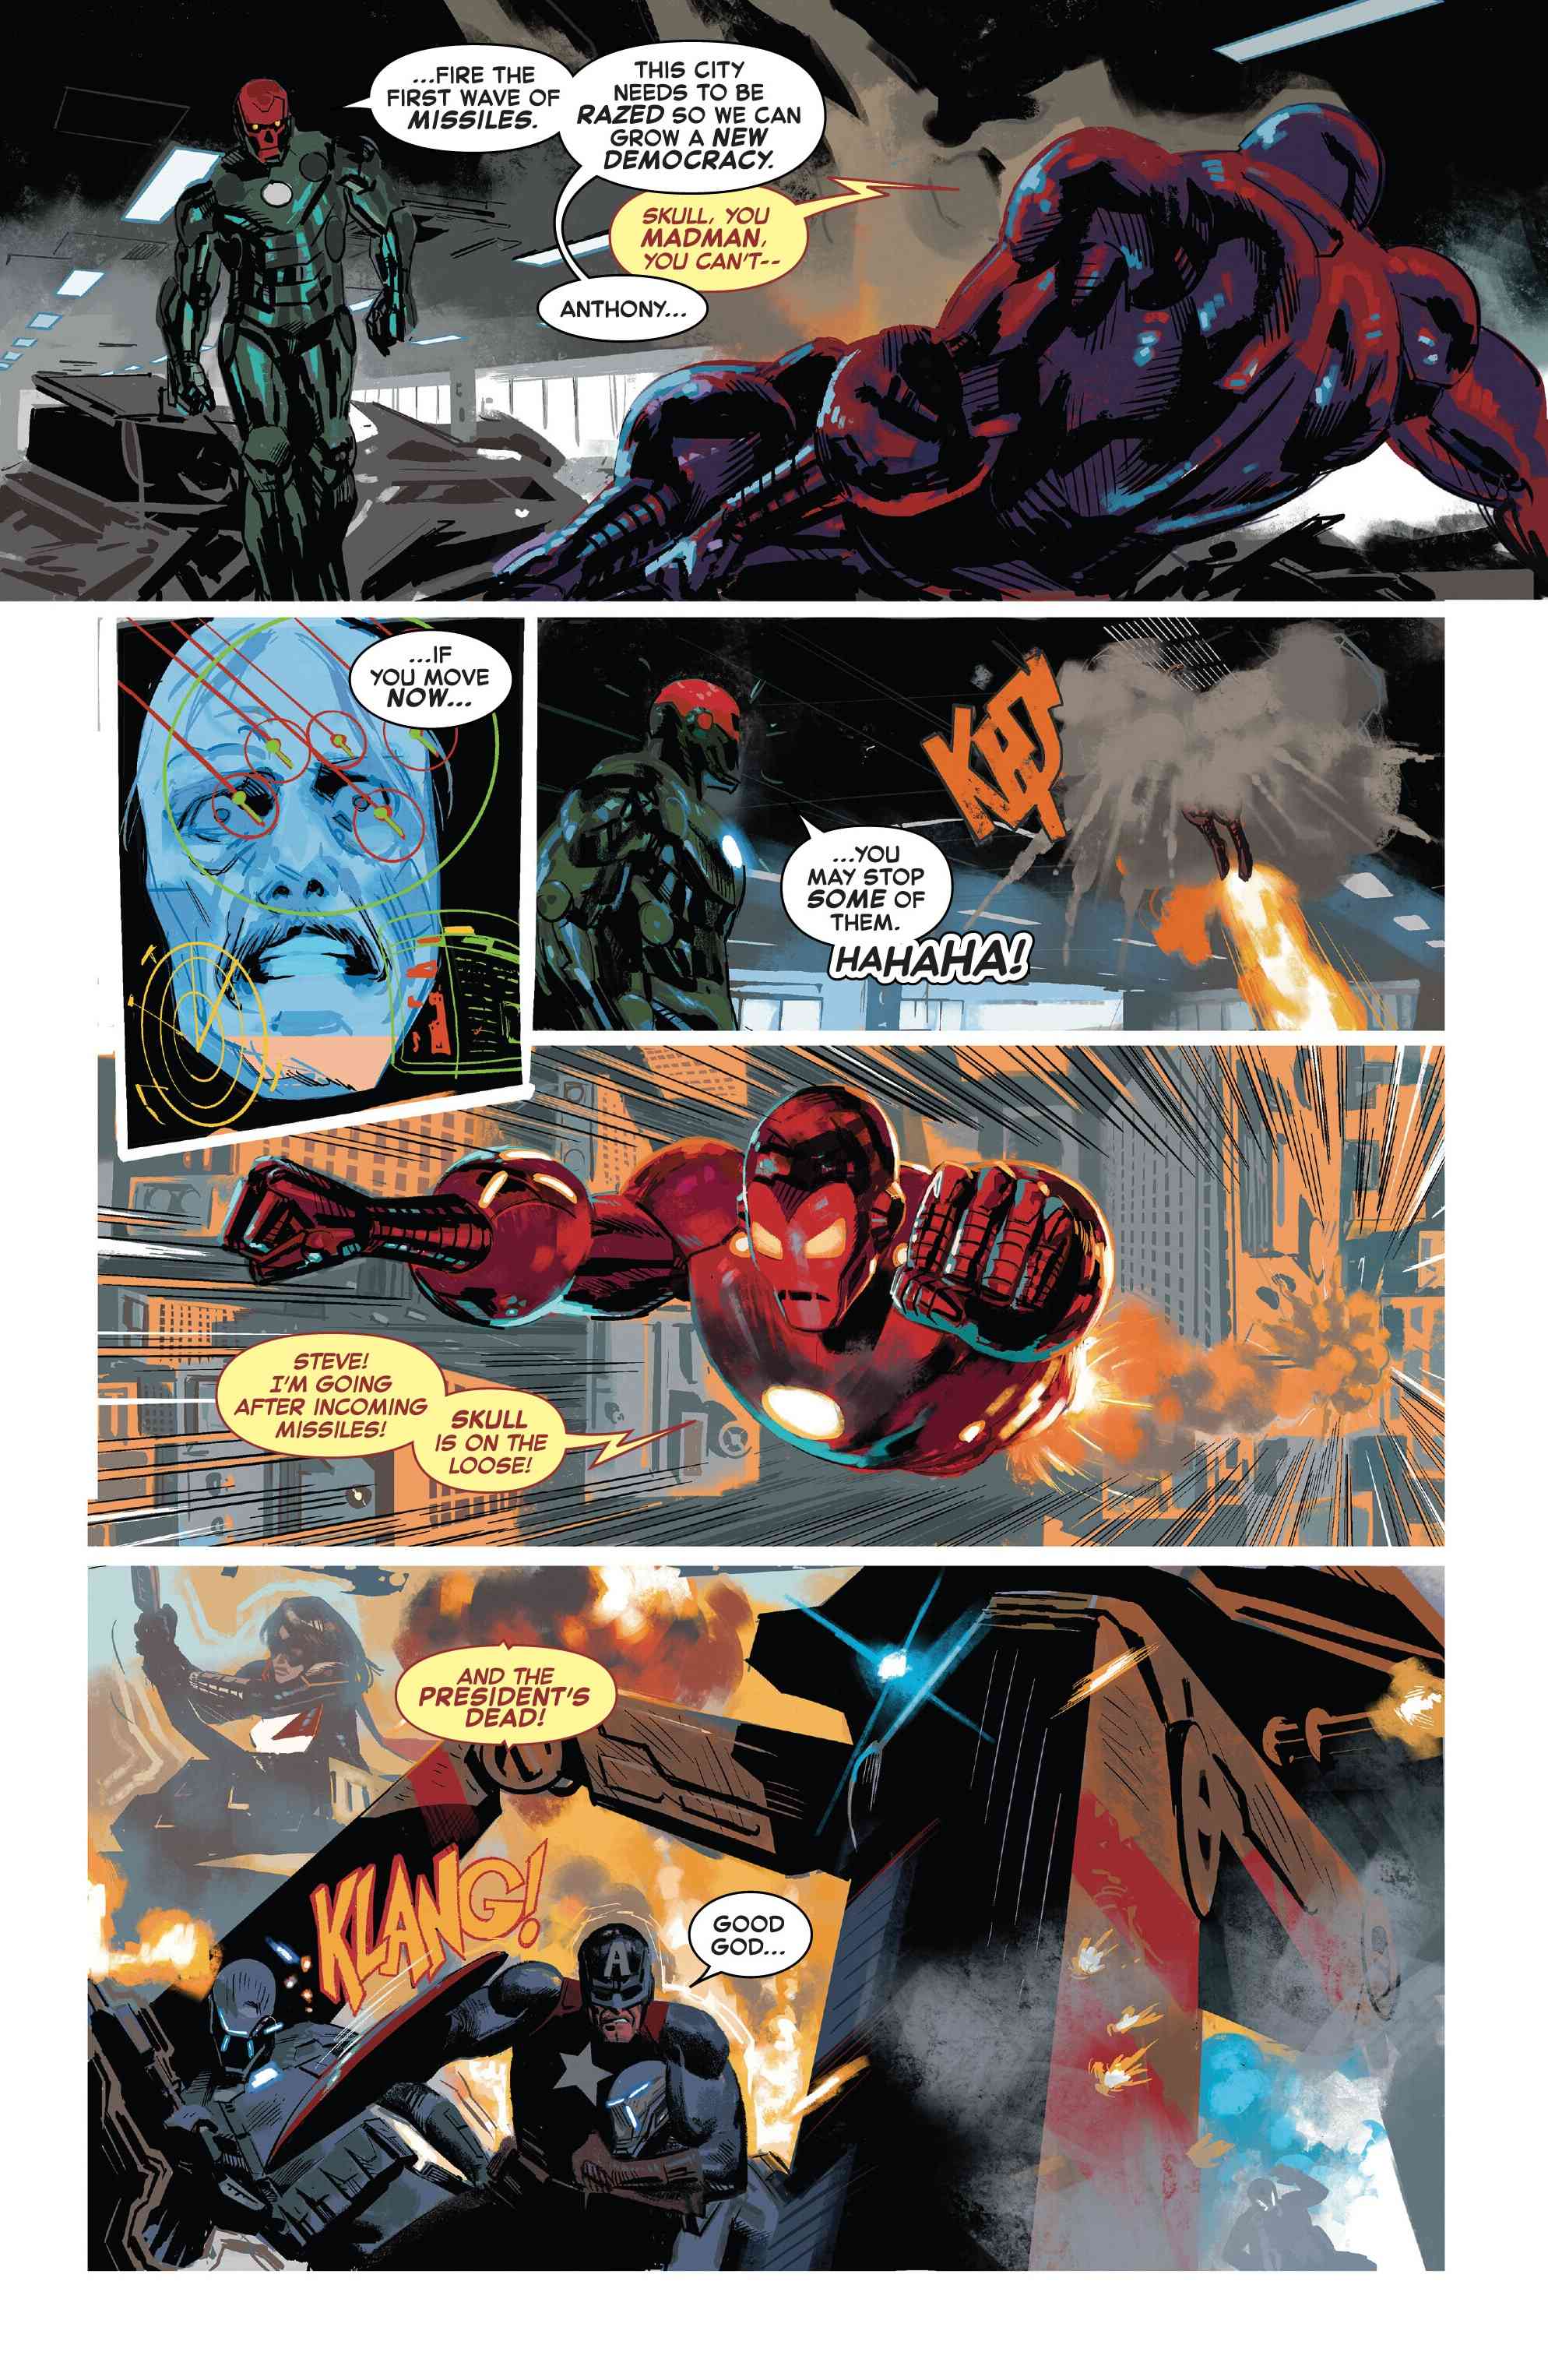 ...FIRE THE
FIRST WAVE OF
MISSILES.
THIS CITY
NEEDS TO BE
RAZED SO WE CAN
GROW A NEW
DEMOCRACY.
SKULL, YOU
MADMAN,
YOU CAN'T--
ANTHONY...
...IF
YOU MOVE
NOW...
...YOU
MAY STOP
SOME OF
THEM.
HAHAHA!
STEVE!
I'M GOING
AFTER INCOMING
MISSILES!
SKULL
IS ON THE
LOOSE!
AND THE
PRESIDENT'S
DEAD!
KLANG!
GOOD
GOD...
A